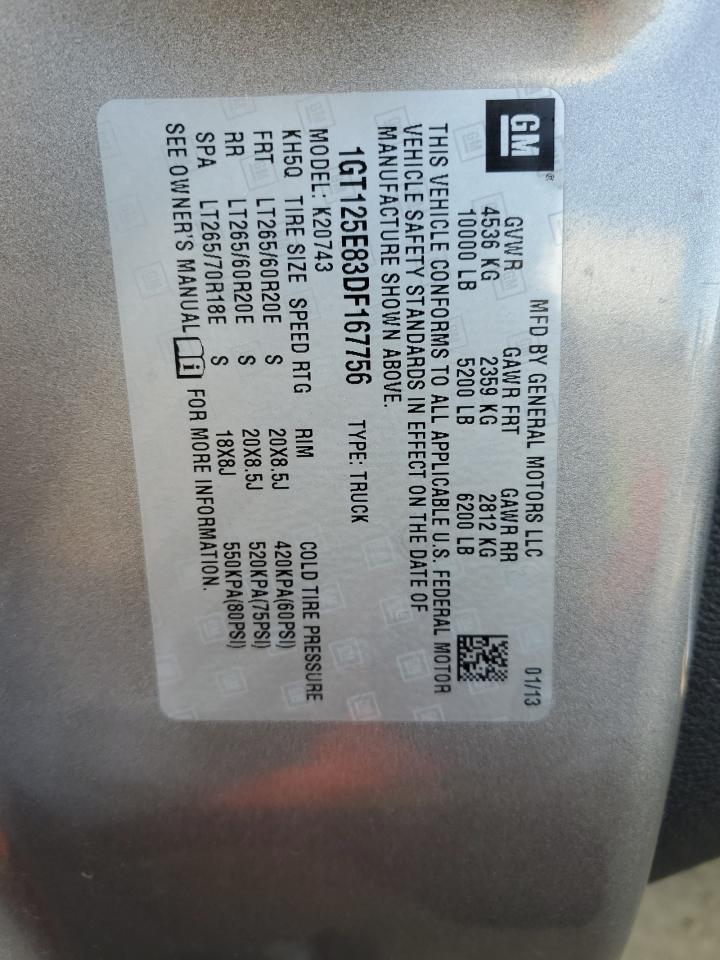 GM®
MFD BY GENERAL MOTORS LLC 01/13
GVWR GAWR FRT GAWR RR
4536 KG 2359 KG 2812 KG
10000 LB 5200 LB 6200 LB
THIS VEHICLE CONFORMS TO ALL APPLICABLE U.S. FEDERAL MOTOR
VEHICLE SAFETY STANDARDS IN EFFECT ON THE DATE OF
MANUFACTURE SHOWN ABOVE.
1GT125E83DF167756 TYPE: TRUCK
MODEL: K20743
KH5Q TIRE SIZE SPEED RTG RIM COLD TIRE PRESSURE
FRT LT265/60R20E S 20X8.5J 420KPA(60PSI)
RR LT265/60R20E S 20X8.5J 520KPA(75PSI)
SPA LT265/70R18E S 18X8J 550KPA(80PSI)
SEE OWNER'S MANUAL i FOR MORE INFORMATION.